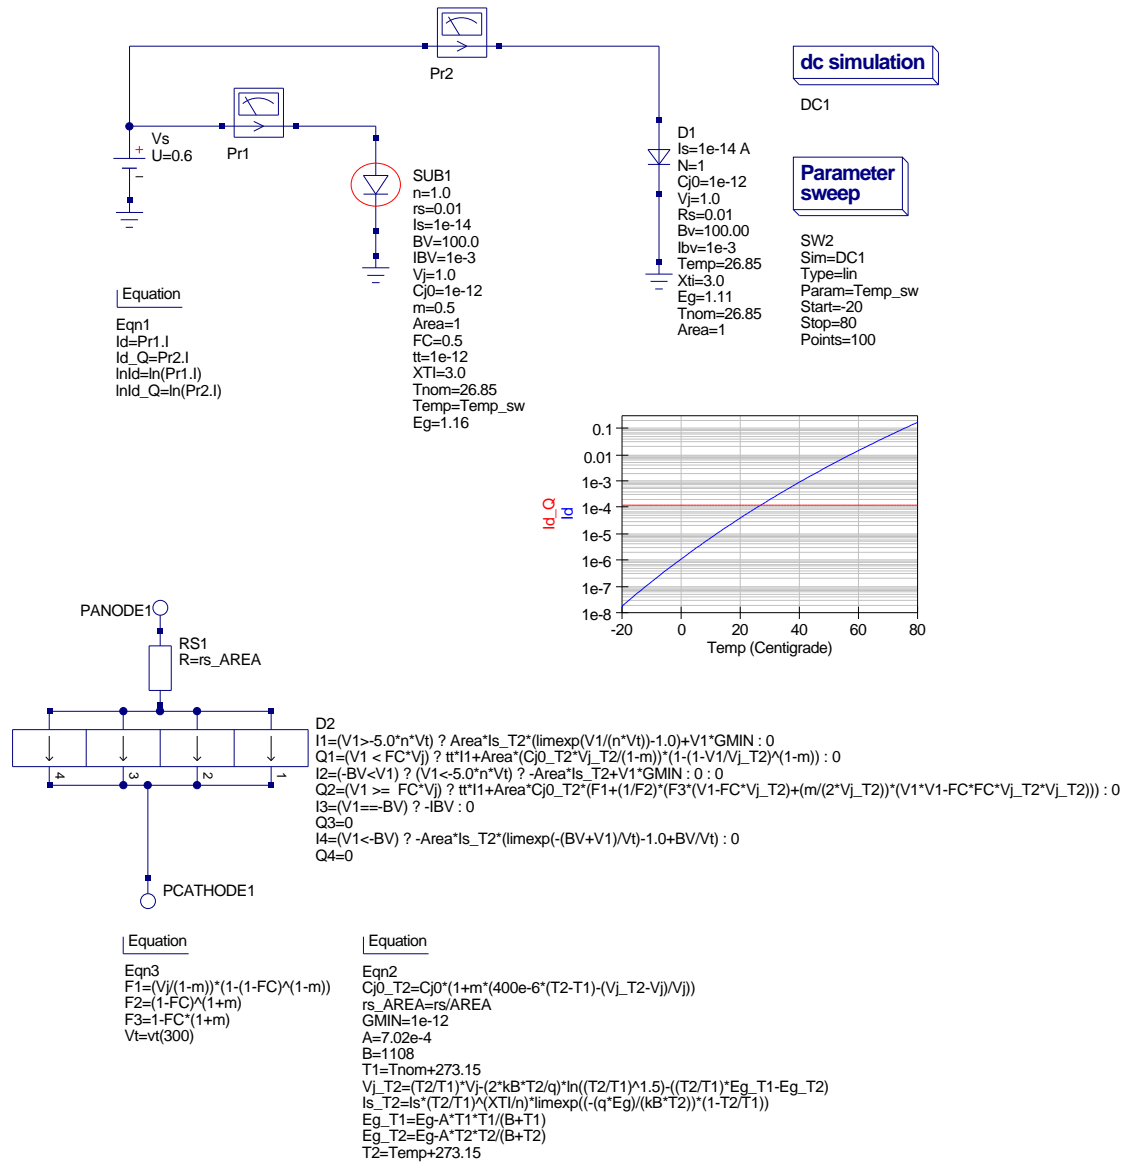 Pr2
dc simulation
DC1
Vs
U=0.6
+
−
Pr1
SUB1
n=1.0
rs=0.01
Is=1e-14
BV=100.0
IBV=1e-3
Vj=1.0
Cj0=1e-12
m=0.5
Area=1
FC=0.5
tt=1e-12
XTI=3.0
Tnom=26.85
Temp=Temp_sw
Eg=1.16
D1
Is=1e-14 A
N=1
Cj0=1e-12
Vj=1.0
Rs=0.01
Bv=100.00
Ibv=1e-3
Temp=26.85
Xti=3.0
Eg=1.11
Tnom=26.85
Area=1
Parameter
sweep
SW2
Sim=DC1
Type=lin
Param=Temp_sw
Start=-20
Stop=80
Points=100
Equation
Eqn1
Id=Pr1.I
Id_Q=Pr2.I
lnId=ln(Pr1.I)
lnId_Q=ln(Pr2.I)
0.1
0.01
1e-3
1e-4
1e-5
1e-6
1e-7
1e-8
Id_Q
Id
-20
0
20
40
60
80
Temp (Centigrade)
PANODE1
RS1
R=rs_AREA
4
3
2
1
D2
I1=(V1>-5.0*n*Vt) ? Area*Is_T2*(limexp(V1/(n*Vt))-1.0)+V1*GMIN : 0
Q1=(V1 < FC*Vj) ? tt*I1+Area*(Cj0_T2*Vj_T2/(1-m))*(1-(1-V1/Vj_T2)^(1-m)) : 0
I2=(-BV<V1) ? (V1<-5.0*n*Vt) ? -Area*Is_T2+V1*GMIN : 0 : 0
Q2=(V1 >= FC*Vj) ? tt*I1+Area*Cj0_T2*(F1+(1/F2)*(F3*(V1-FC*Vj_T2)+(m/(2*Vj_T2))*(V1*V1-FC*FC*Vj_T2*Vj_T2))) : 0
I3=(V1==-BV) ? -IBV : 0
Q3=0
I4=(V1<-BV) ? -Area*Is_T2*(limexp(-(BV+V1)/Vt)-1.0+BV/Vt) : 0
Q4=0
PCATHODE1
Equation
Eqn3
F1=(Vj/(1-m))*(1-(1-FC)^(1-m))
F2=(1-FC)^(1+m)
F3=1-FC*(1+m)
Vt=vt(300)
Equation
Eqn2
Cj0_T2=Cj0*(1+m*(400e-6*(T2-T1)-(Vj_T2-Vj)/Vj))
rs_AREA=rs/AREA
GMIN=1e-12
A=7.02e-4
B=1108
T1=Tnom+273.15
Vj_T2=(T2/T1)*Vj-(2*kB*T2/q)*ln((T2/T1)^1.5)-((T2/T1)*Eg_T1-Eg_T2)
Is_T2=Is*(T2/T1)^(XTI/n)*limexp((-(q*Eg)/(kB*T2))*(1-T2/T1))
Eg_T1=Eg-A*T1*T1/(B+T1)
Eg_T2=Eg-A*T2*T2/(B+T2)
T2=Temp+273.15